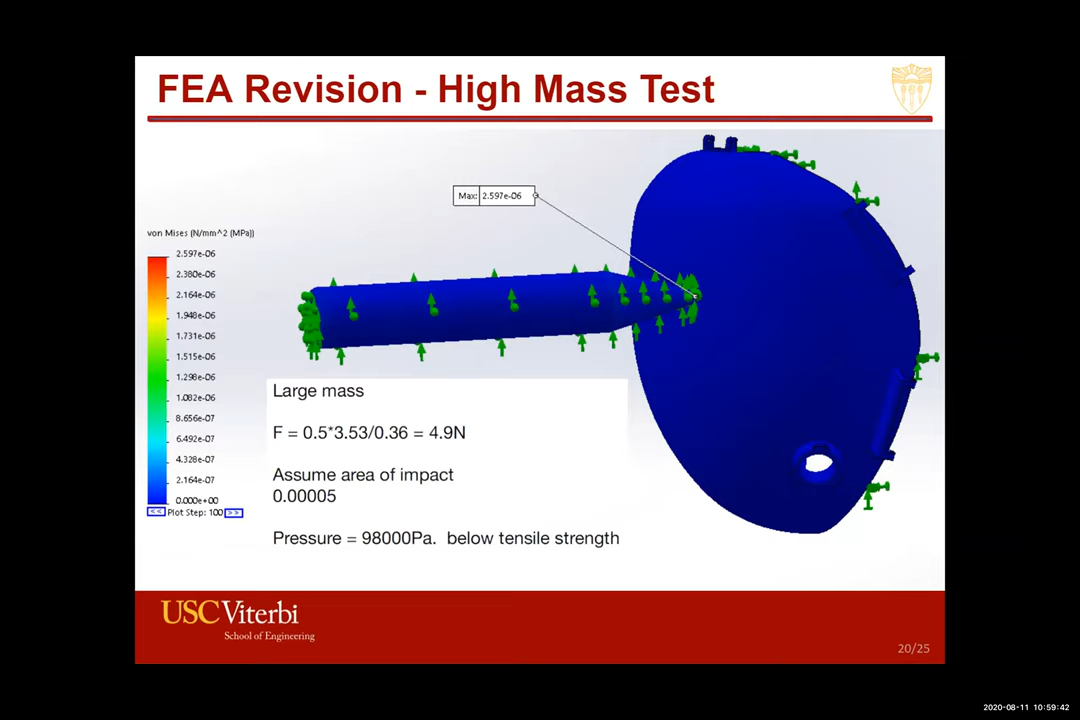 FEA Revision - High Mass Test
Max: 2.597e-06
von Mises (N/mm^2 (MPa))
2.597e-06
2.380e-06
2.164e-06
1.948e-06
1.731e-06
1.515e-06
1.298e-06
1.082e-06
8.656e-07
6.492e-07
4.328e-07
2.164e-07
0.000e+00
<< Plot Step: 100 >>
Large mass
F = 0.5*3.53/0.36 = 4.9N
Assume area of impact
0.00005
Pressure = 98000Pa. below tensile strength
USC Viterbi
School of Engineering
20/25
2020-08-11 10:59:42